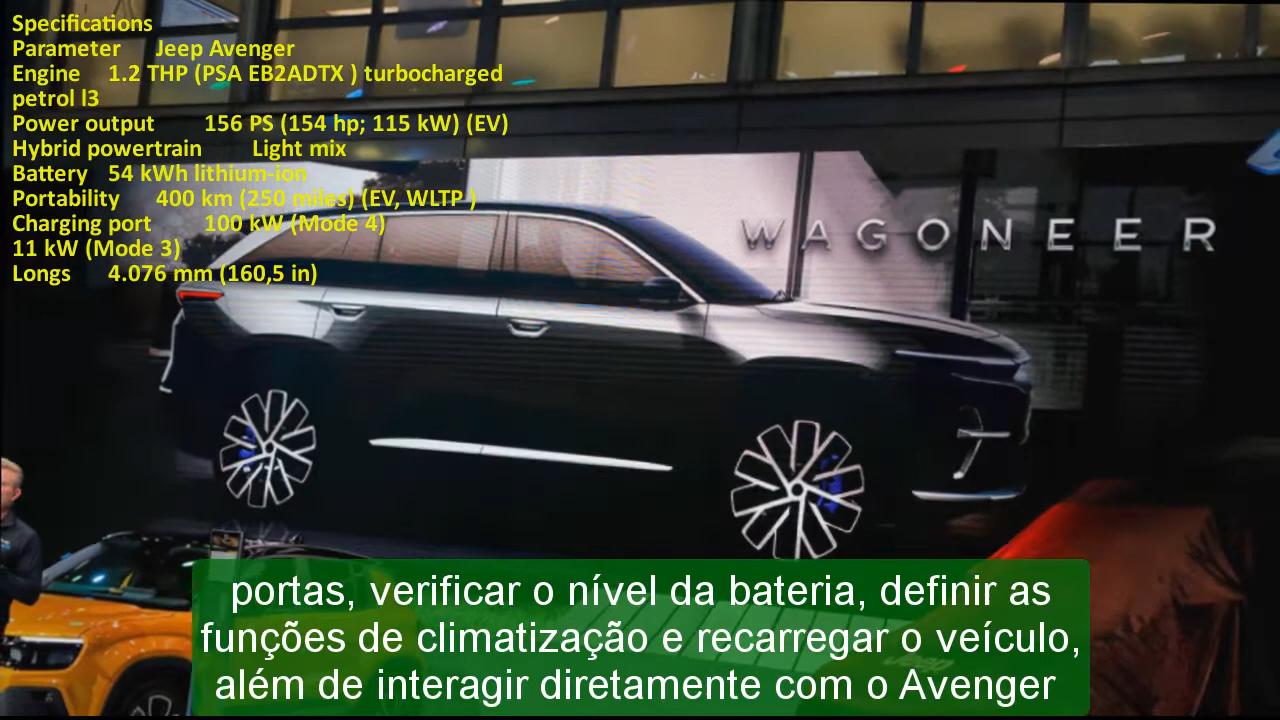 Specifications
Parameter Jeep Avenger
Engine 1.2 THP (PSA EB2ADTX ) turbocharged
petrol l3
Power output 156 PS (154 hp; 115 kW) (EV)
Hybrid powertrain Light mix
Battery 54 kWh lithium-ion
Portability 400 km (250 miles) (EV, WLTP )
Charging port 100 kW (Mode 4)
11 kW (Mode 3)
Longs 4.076 mm (160,5 in)
WAGONEER
Jeep
portas, verificar o nível da bateria, definir as
funções de climatização e recarregar o veículo,
além de interagir diretamente com o Avenger